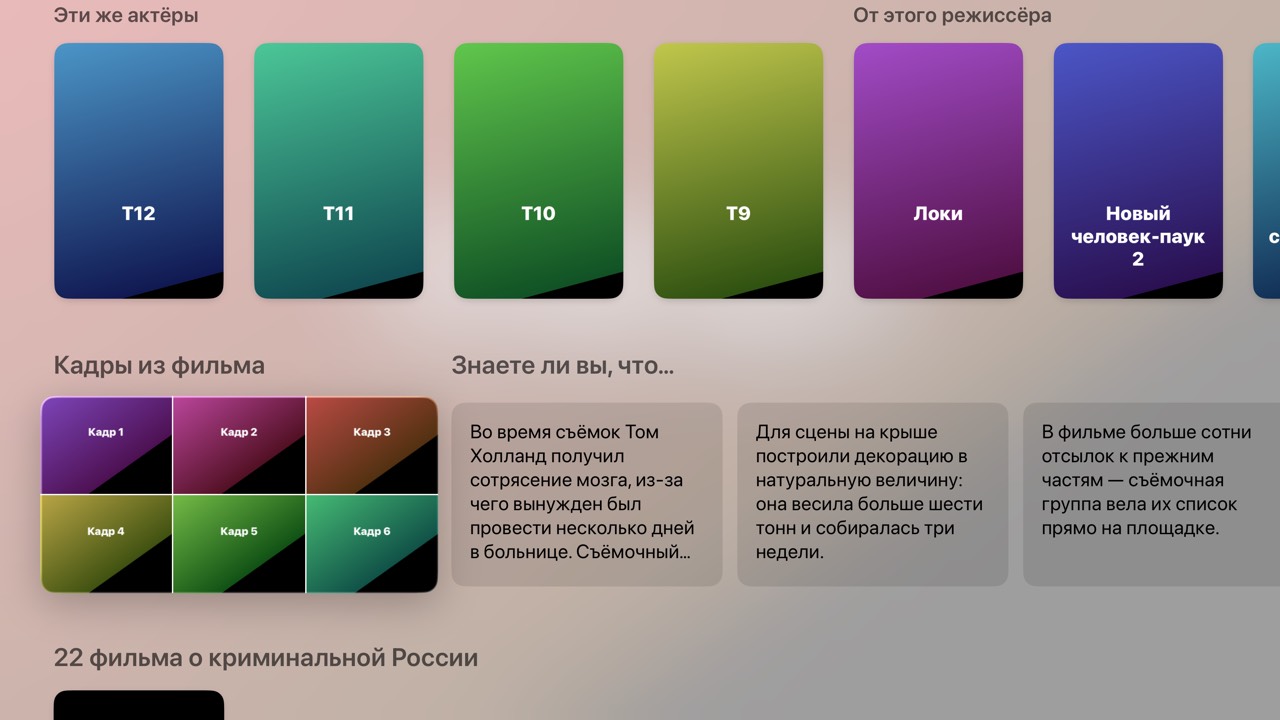 Эти же актёры
От этого режиссёра
T12
T11
T10
T9
Локи
Новый
человек-паук
2
Кадры из фильма
Знаете ли вы, что…
Кадр 1
Кадр 2
Кадр 3
Кадр 4
Кадр 5
Кадр 6
Во время съёмок Том
Холланд получил
сотрясение мозга, из-за
чего вынужден был
провести несколько дней
в больнице. Съёмочный…
Для сцены на крыше
построили декорацию в
натуральную величину:
она весила больше шести
тонн и собиралась три
недели.
В фильме больше сотни
отсылок к прежним
частям — съёмочная
группа вела их список
прямо на площадке.
22 фильма о криминальной России